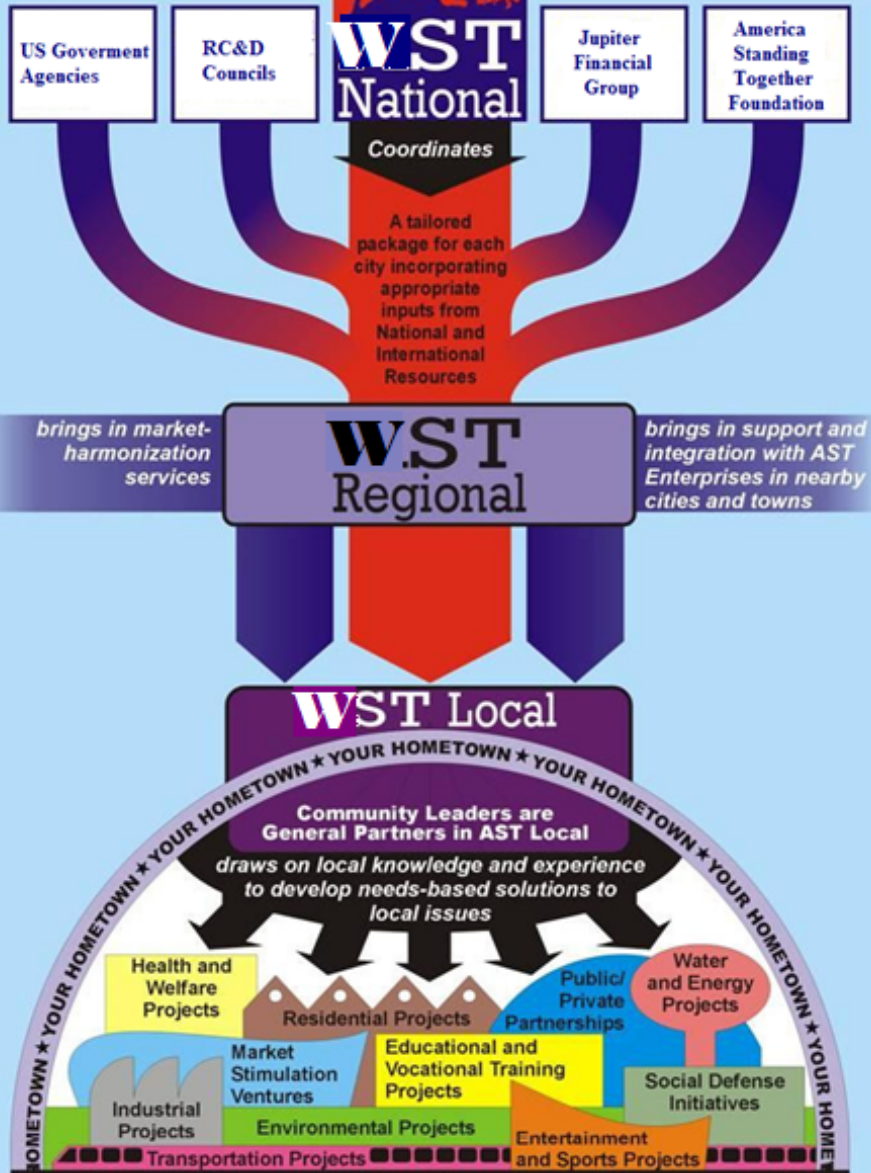 US Goverment
Agencies
RC&D
Councils
WST
National
Jupiter
Financial
Group
America
Standing
Together
Foundation
Coordinates
A tailored
package for each
city incorporating
appropriate
inputs from
National and
International
Resources
brings in market-
harmonization
services
WST
Regional
brings in support and
integration with AST
Enterprises in nearby
cities and towns
WST Local
HOMETOWN ★ YOUR HOMETOWN ★ YOUR HOMETOWN ★ YOUR HOMETOWN ★ YOUR HOMETOWN ★ YOUR HOMETOWN ★ YOUR HOMETOWN ★ YOUR HOME
Community Leaders are
General Partners in AST Local
draws on local knowledge and experience
to develop needs-based solutions to
local issues
Health and
Welfare
Projects
Residential Projects
Public/
Private
Partnerships
Water
and Energy
Projects
Market
Stimulation
Ventures
Educational and
Vocational Training
Projects
Social Defense
Initiatives
Industrial
Projects
Environmental Projects
Entertainment
and Sports Projects
Transportation Projects